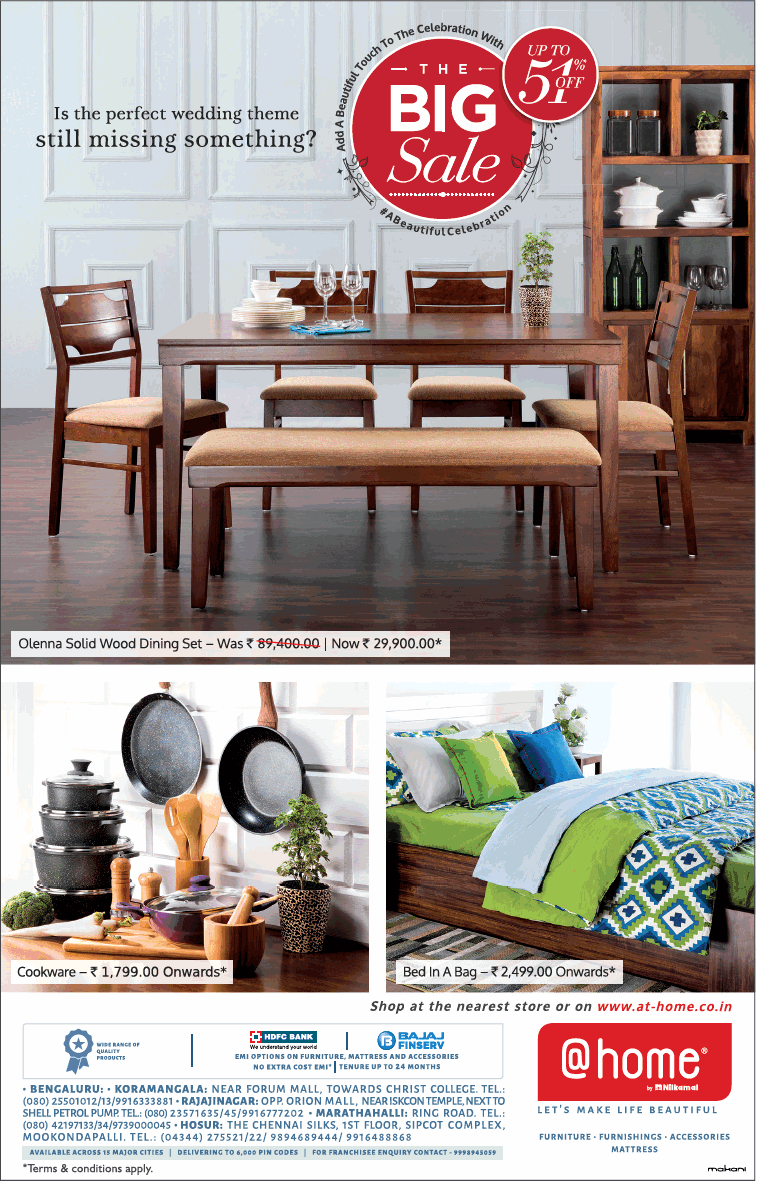 Add A Beautiful Touch To The Celebration With
THE
BIG
Sale
UP TO
51%*
OFF
#ABeautifulCelebration
Is the perfect wedding theme
still missing something?
Olenna Solid Wood Dining Set – Was ₹ 89,400.00 | Now ₹ 29,900.00*
Cookware – ₹ 1,799.00 Onwards*
Bed In A Bag – ₹ 2,499.00 Onwards*
Shop at the nearest store or on www.at-home.co.in
WIDE RANGE OF
QUALITY
PRODUCTS
HDFC BANK
We understand your world
BAJAJ
FINSERV
EMI OPTIONS ON FURNITURE, MATTRESS AND ACCESSORIES
NO EXTRA COST EMI* | TENURE UP TO 24 MONTHS
@home®
by Nilkamal
LET'S MAKE LIFE BEAUTIFUL
FURNITURE • FURNISHINGS • ACCESSORIES
MATTRESS
• BENGALURU: • KORAMANGALA: NEAR FORUM MALL, TOWARDS CHRIST COLLEGE. TEL.:
(080) 25501012/13/9916333881 • RAJAJINAGAR: OPP. ORION MALL, NEAR ISKCON TEMPLE, NEXT TO
SHELL PETROL PUMP. TEL.: (080) 23571635/45/9916777202 • MARATHAHALLI: RING ROAD. TEL.:
(080) 42197133/34/9739000045 • HOSUR: THE CHENNAI SILKS, 1ST FLOOR, SIPCOT COMPLEX,
MOOKONDAPALLI. TEL.: (04344) 275521/22/ 9894689444/ 9916488868
AVAILABLE ACROSS 15 MAJOR CITIES | DELIVERING TO 6,000 PIN CODES | FOR FRANCHISEE ENQUIRY CONTACT - 9998945059
*Terms & conditions apply.
makani